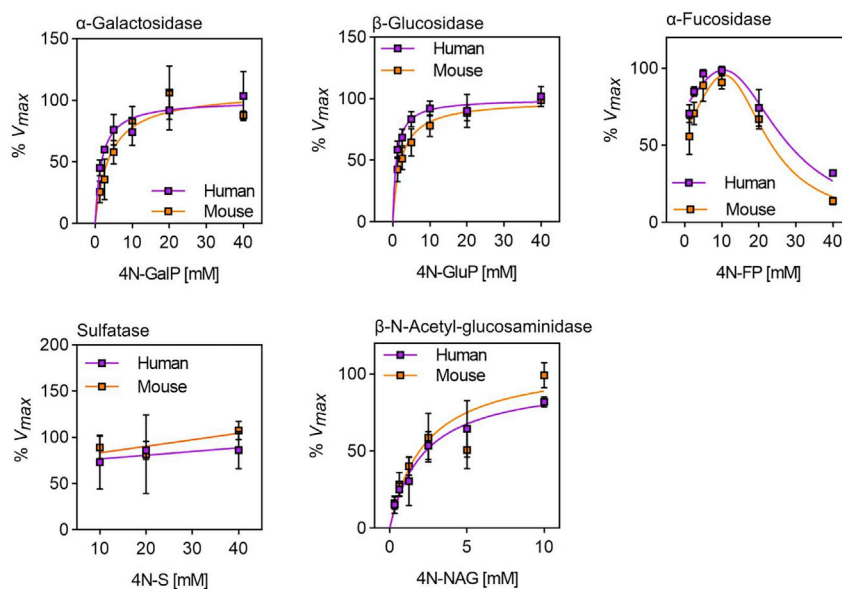 α-Galactosidase
150
100
50
0
% Vmax
Human
Mouse
0 10 20 30 40
4N-GalP [mM]
β-Glucosidase
150
100
50
0
% Vmax
Human
Mouse
0 10 20 30 40
4N-GluP [mM]
α-Fucosidase
100
50
0
% Vmax
Human
Mouse
0 10 20 30 40
4N-FP [mM]
Sulfatase
200
150
100
50
0
% Vmax
Human
Mouse
10 20 30 40
4N-S [mM]
β-N-Acetyl-glucosaminidase
100
50
0
% Vmax
Human
Mouse
0 5 10
4N-NAG [mM]